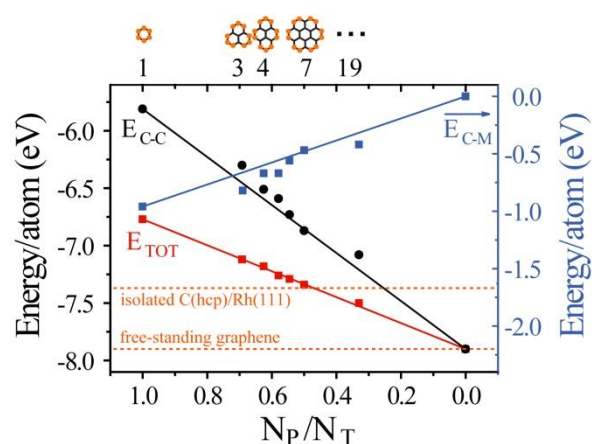 1 3 4 7 19
E_C-C
E_C-M
E_TOT
isolated C(hcp)/Rh(111)
free-standing graphene
-6.0
-6.5
-7.0
-7.5
-8.0
Energy/atom (eV)
0.0
-0.5
-1.0
-1.5
-2.0
Energy/atom (eV)
1.0 0.8 0.6 0.4 0.2 0.0
N_P/N_T